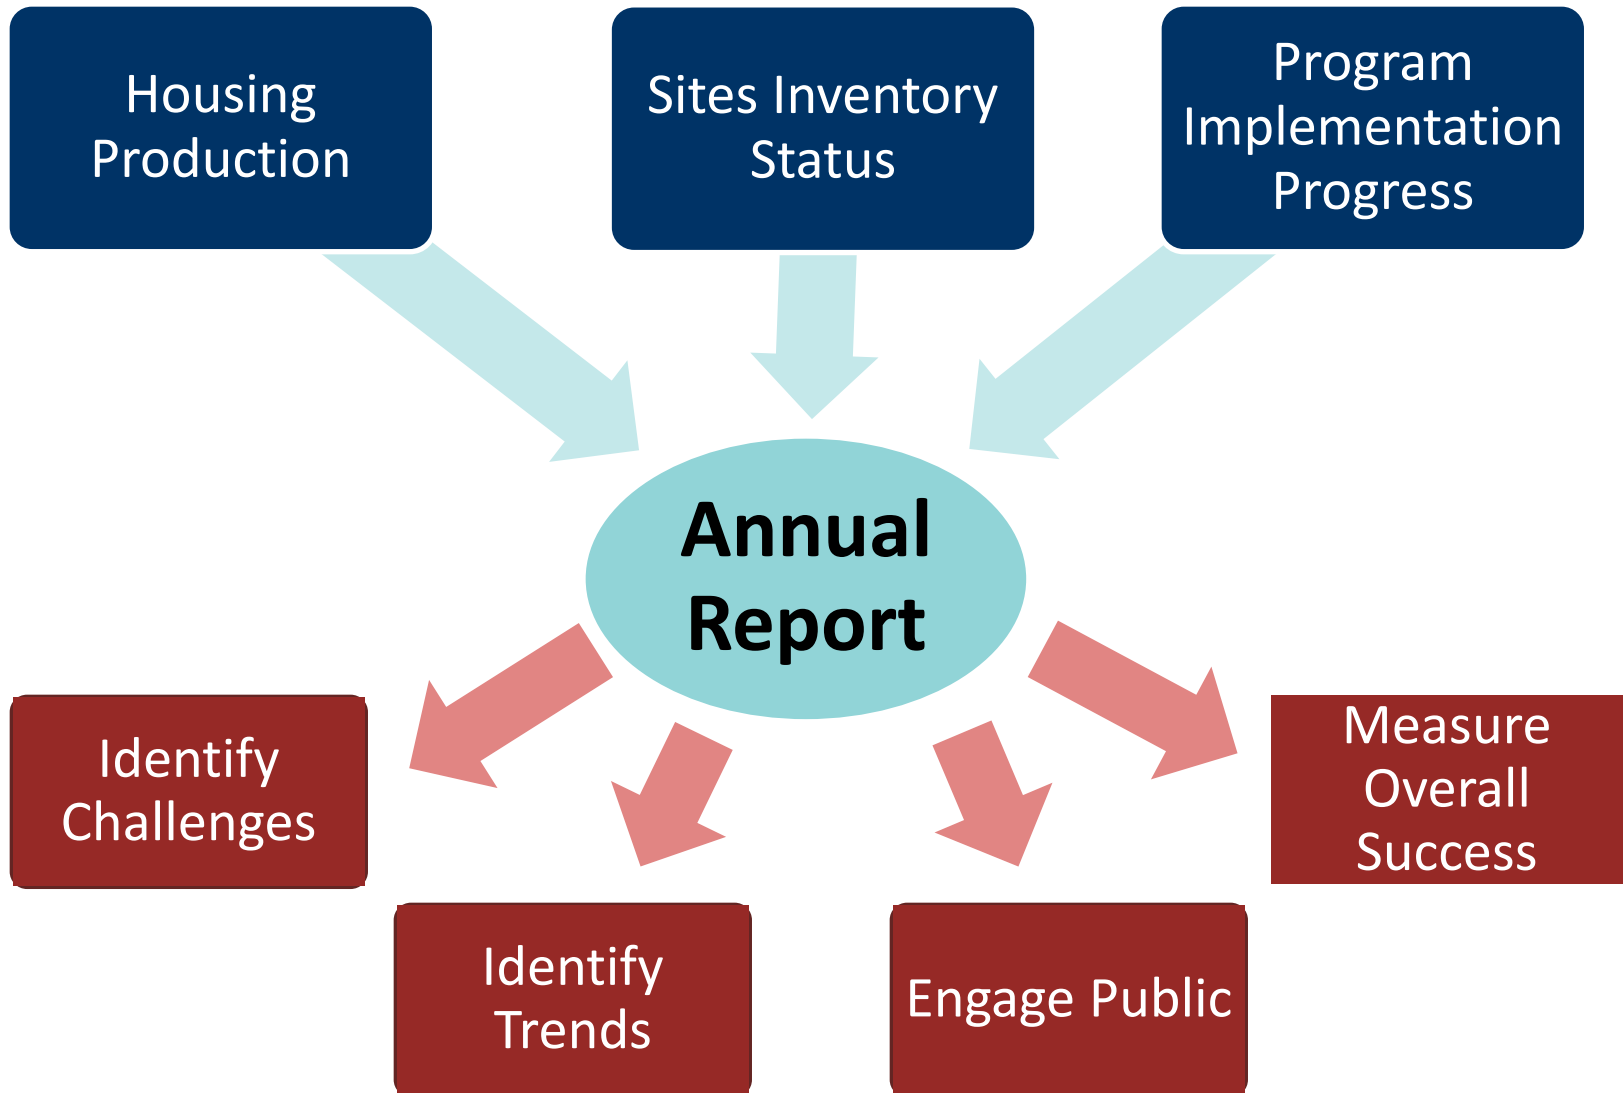 Housing
Production
Sites Inventory
Status
Program
Implementation
Progress
Annual
Report
Identify
Challenges
Measure
Overall
Success
Identify
Trends
Engage Public